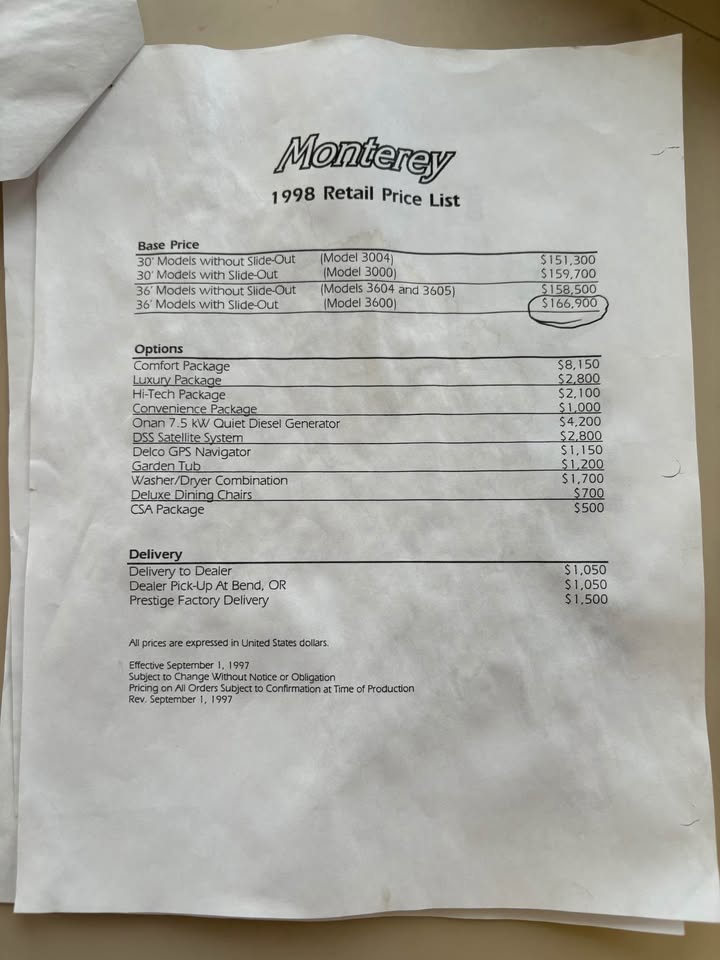 Monterey
1998 Retail Price List
Base Price
30' Models without Slide-Out (Model 3004) $151,300
30' Models with Slide-Out (Model 3000) $159,700
36' Models without Slide-Out (Models 3604 and 3605) $158,500
36' Models with Slide-Out (Model 3600) $166,900
Options
Comfort Package $8,150
Luxury Package $2,800
Hi-Tech Package $2,100
Convenience Package $1,000
Onan 7.5 kW Quiet Diesel Generator $4,200
DSS Satellite System $2,800
Delco GPS Navigator $1,150
Garden Tub $1,200
Washer/Dryer Combination $1,700
Deluxe Dining Chairs $700
CSA Package $500
Delivery
Delivery to Dealer $1,050
Dealer Pick-Up At Bend, OR $1,050
Prestige Factory Delivery $1,500
All prices are expressed in United States dollars.
Effective September 1, 1997
Subject to Change Without Notice or Obligation
Pricing on All Orders Subject to Confirmation at Time of Production
Rev. September 1, 1997